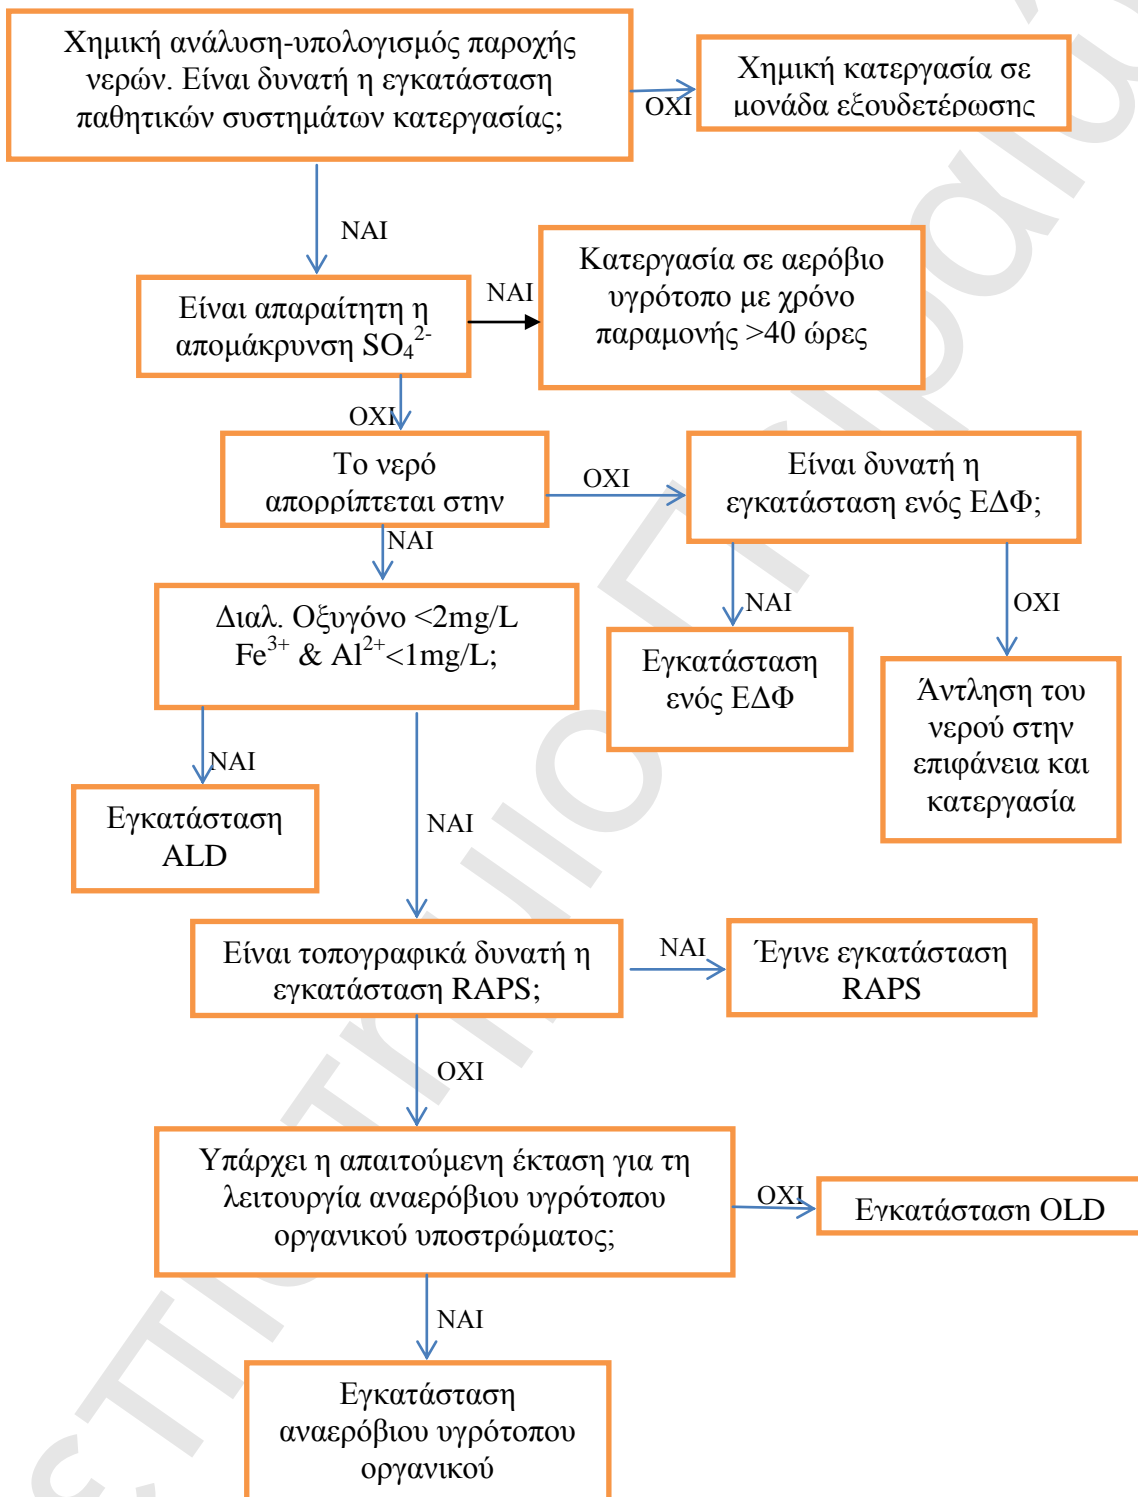 Χημική ανάλυση-υπολογισμός παροχής
νερών. Είναι δυνατή η εγκατάσταση
παθητικών συστημάτων κατεργασίας;
ΟΧΙ
Χημική κατεργασία σε
μονάδα εξουδετέρωσης
ΝΑΙ
Είναι απαραίτητη η
απομάκρυνση SO₄²⁻
ΝΑΙ
Κατεργασία σε αερόβιο
υγρότοπο με χρόνο
παραμονής >40 ώρες
ΟΧΙ
Το νερό
απορρίπτεται στην
ΟΧΙ
Είναι δυνατή η
εγκατάσταση ενός ΕΔΦ;
ΝΑΙ
Διαλ. Οξυγόνο <2mg/L
Fe³⁺ & Al²⁺<1mg/L;
ΝΑΙ
Εγκατάσταση
ενός ΕΔΦ
ΟΧΙ
Άντληση του
νερού στην
επιφάνεια και
κατεργασία
ΝΑΙ
Εγκατάσταση
ALD
ΝΑΙ
Είναι τοπογραφικά δυνατή η
εγκατάσταση RAPS;
ΝΑΙ
Έγινε εγκατάσταση
RAPS
ΟΧΙ
Υπάρχει η απαιτούμενη έκταση για τη
λειτουργία αναερόβιου υγρότοπου
οργανικού υποστρώματος;
ΟΧΙ
Εγκατάσταση OLD
ΝΑΙ
Εγκατάσταση
αναερόβιου υγρότοπου
οργανικού